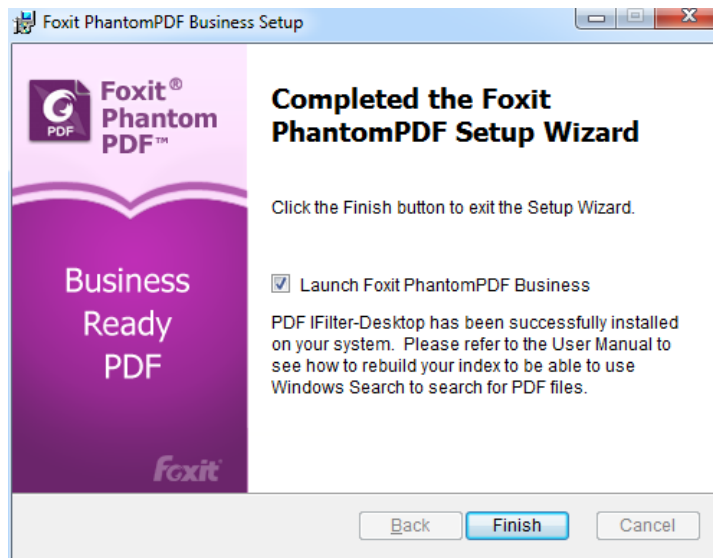 Foxit PhantomPDF Business Setup
Foxit®
Phantom
PDF™
PDF
Business
Ready
PDF
Foxit
Completed the Foxit
PhantomPDF Setup Wizard
Click the Finish button to exit the Setup Wizard.
Launch Foxit PhantomPDF Business
PDF IFilter-Desktop has been successfully installed
on your system. Please refer to the User Manual to
see how to rebuild your index to be able to use
Windows Search to search for PDF files.
Back
Finish
Cancel